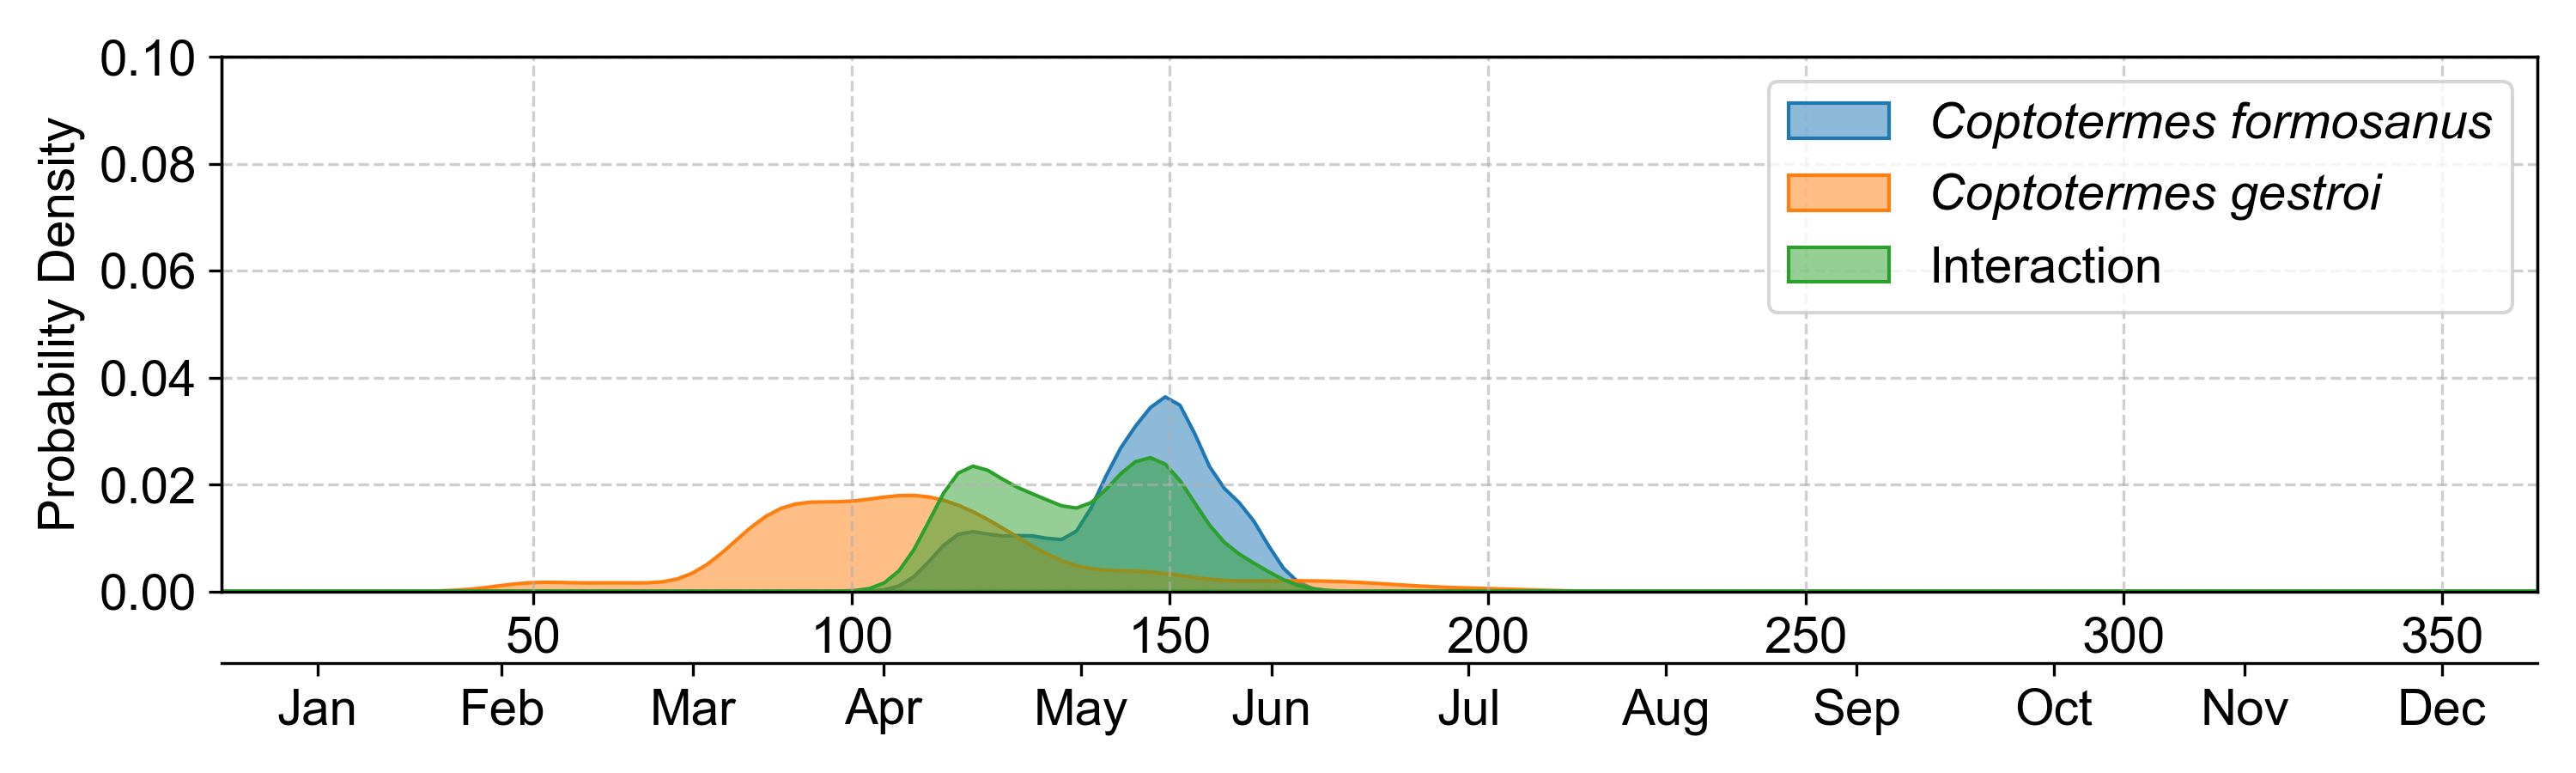 Probability Density
0.10
0.08
0.06
0.04
0.02
0.00
Coptotermes formosanus
Coptotermes gestroi
Interaction
50 100 150 200 250 300 350
Jan Feb Mar Apr May Jun Jul Aug Sep Oct Nov Dec